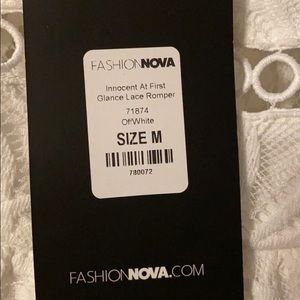 FASHIONNOVA
Innocent At First
Glance Lace Romper
71874
OffWhite
SIZE M
780072
FASHIONNOVA.COM